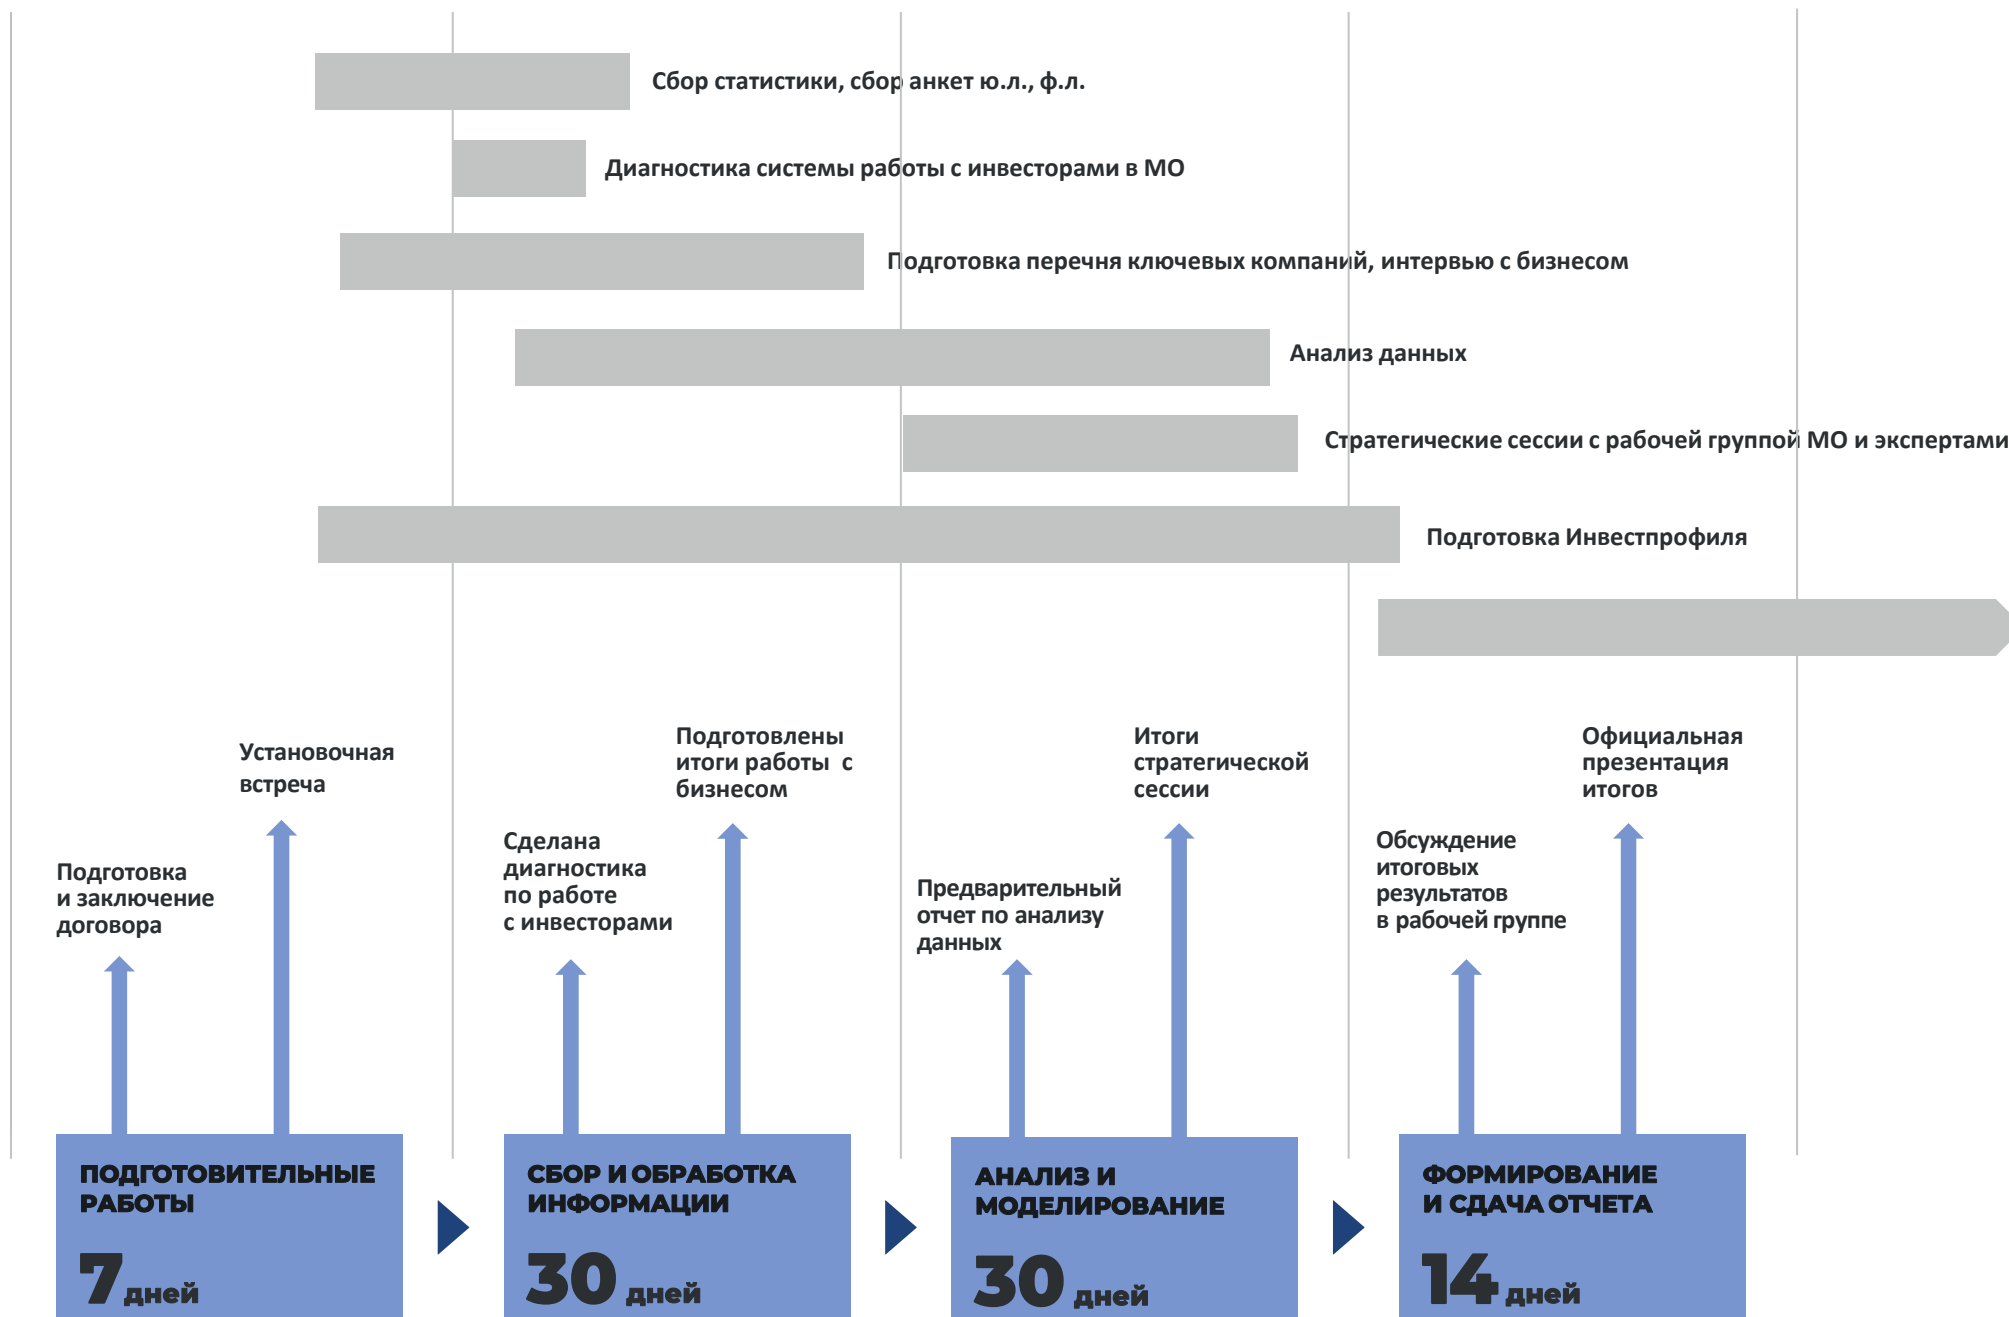 Сбор статистики, сбор анкет ю.л., ф.л.
Диагностика системы работы с инвесторами в МО
Подготовка перечня ключевых компаний, интервью с бизнесом
Анализ данных
Стратегические сессии с рабочей группой МО и экспертами
Подготовка Инвестпрофиля
Подготовка
и заключение
договора
Установочная
встреча
Сделана
диагностика
по работе
с инвесторами
Подготовлены
итоги работы с
бизнесом
Предварительный
отчет по анализу
данных
Итоги
стратегической
сессии
Обсуждение
итоговых
результатов
в рабочей группе
Официальная
презентация
итогов
ПОДГОТОВИТЕЛЬНЫЕ
РАБОТЫ
7 дней
СБОР И ОБРАБОТКА
ИНФОРМАЦИИ
30 дней
АНАЛИЗ И
МОДЕЛИРОВАНИЕ
30 дней
ФОРМИРОВАНИЕ
И СДАЧА ОТЧЕТА
14 дней